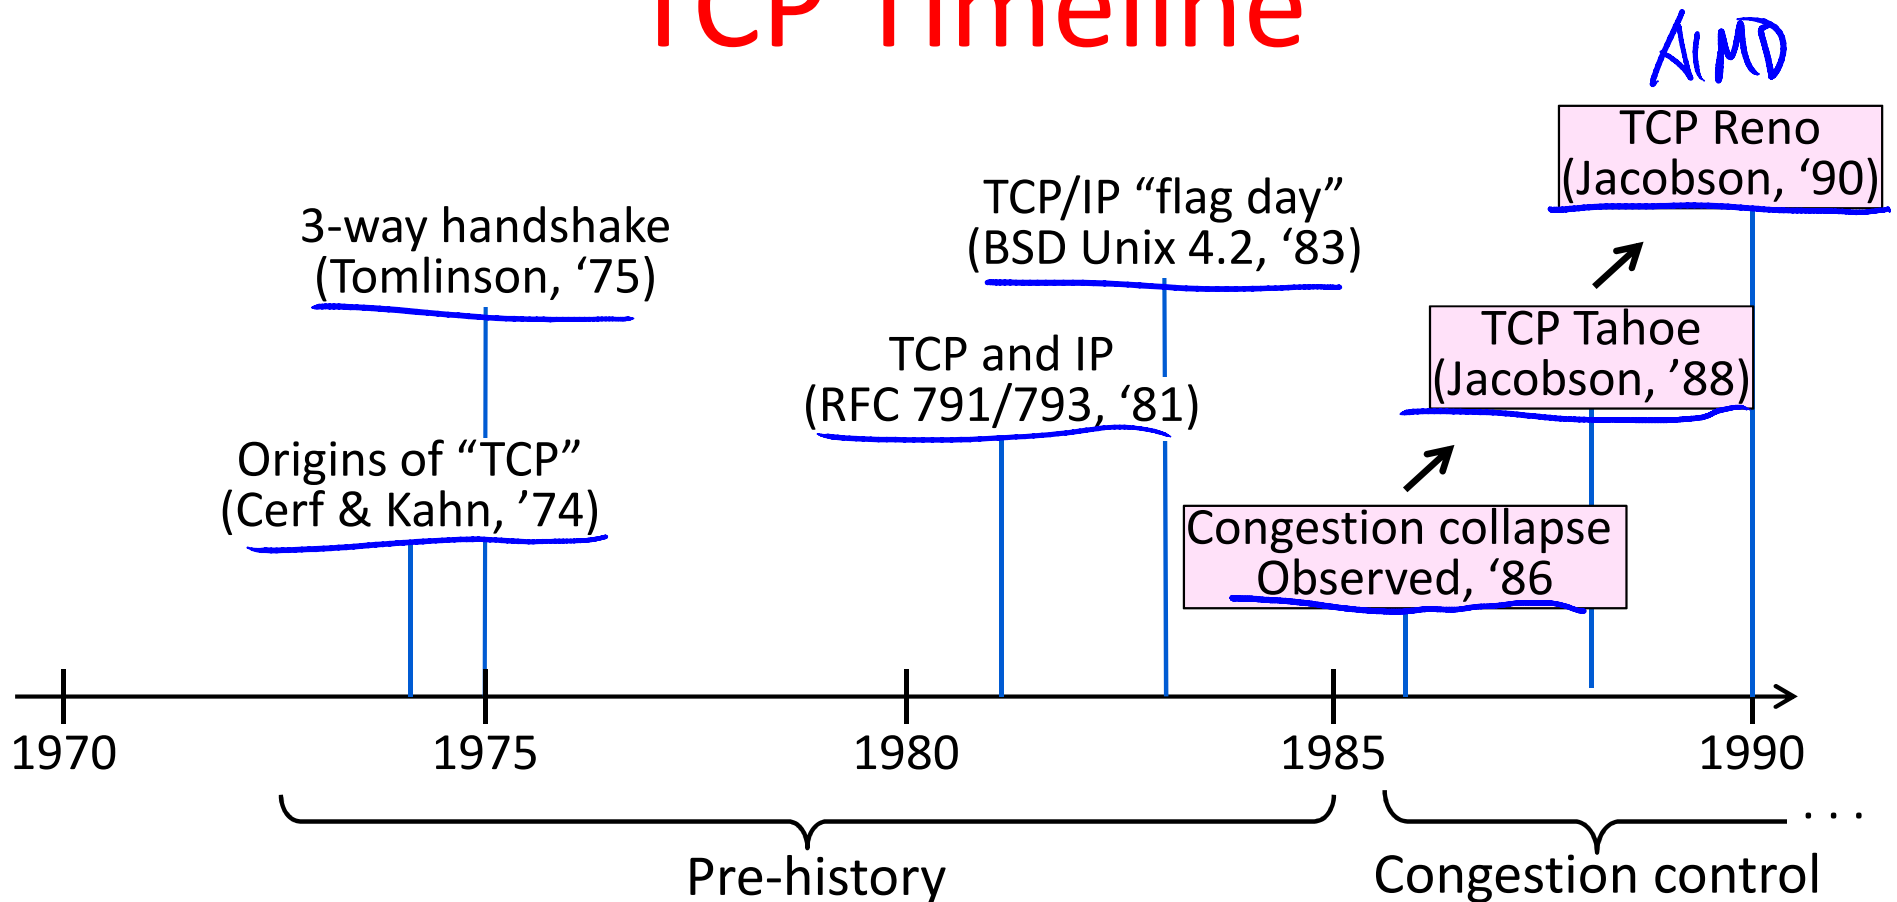 TCP Timeline
AIMD
TCP Reno
(Jacobson, ‘90)
TCP/IP “flag day”
(BSD Unix 4.2, ‘83)
3-way handshake
(Tomlinson, ‘75)
TCP Tahoe
(Jacobson, ’88)
TCP and IP
(RFC 791/793, ‘81)
Origins of “TCP”
(Cerf & Kahn, ’74)
Congestion collapse
Observed, ‘86
1970 1975 1980 1985 1990
. . .
Pre-history
Congestion control